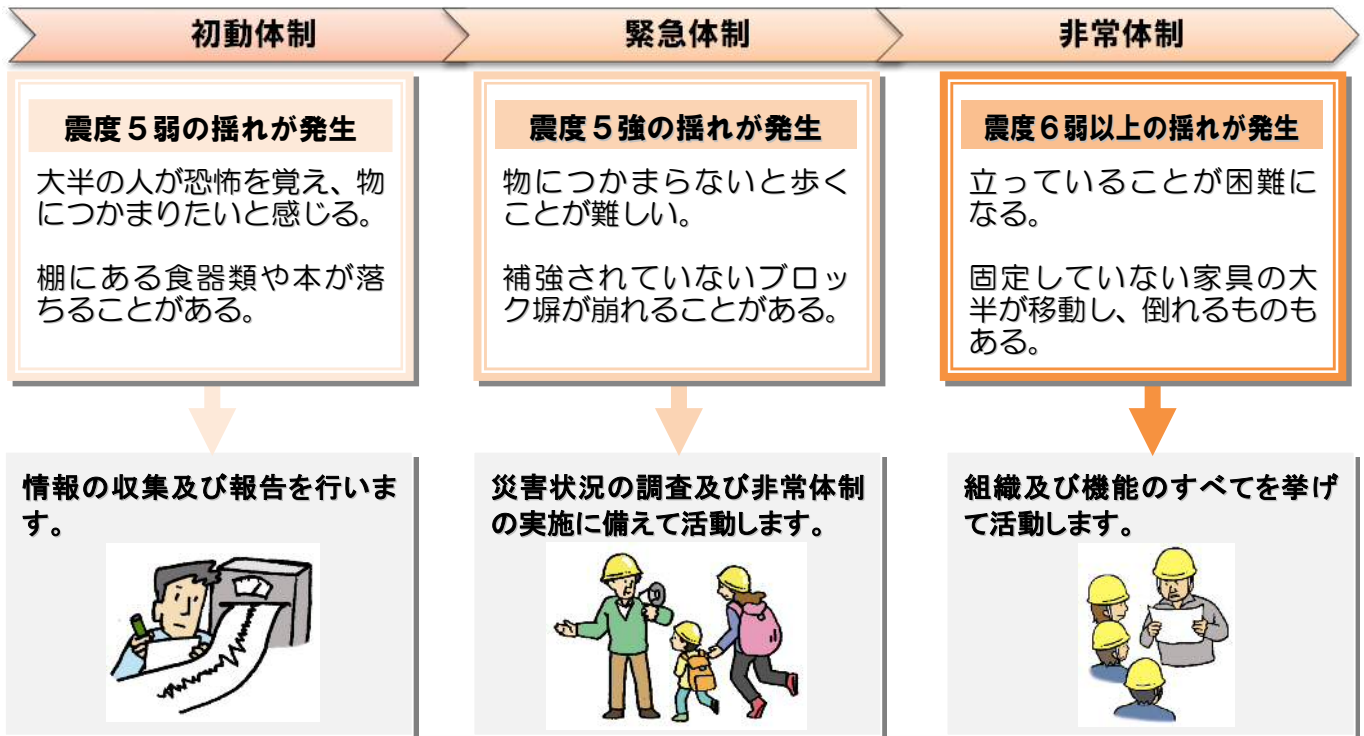 初動体制
緊急体制
非常体制
震度5弱の揺れが発生
大半の人が恐怖を覚え、物
につかまりたいと感じる。
棚にある食器類や本が落
ちることがある。
震度5強の揺れが発生
物につかまらないと歩く
ことが難しい。
補強されていないブロッ
ク塀が崩れることがある。
震度6弱以上の揺れが発生
立っていることが困難に
なる。
固定していない家具の大
半が移動し、倒れるものも
ある。
情報の収集及び報告を行いま
す。
災害状況の調査及び非常体制
の実施に備えて活動します。
組織及び機能のすべてを挙げ
て活動します。